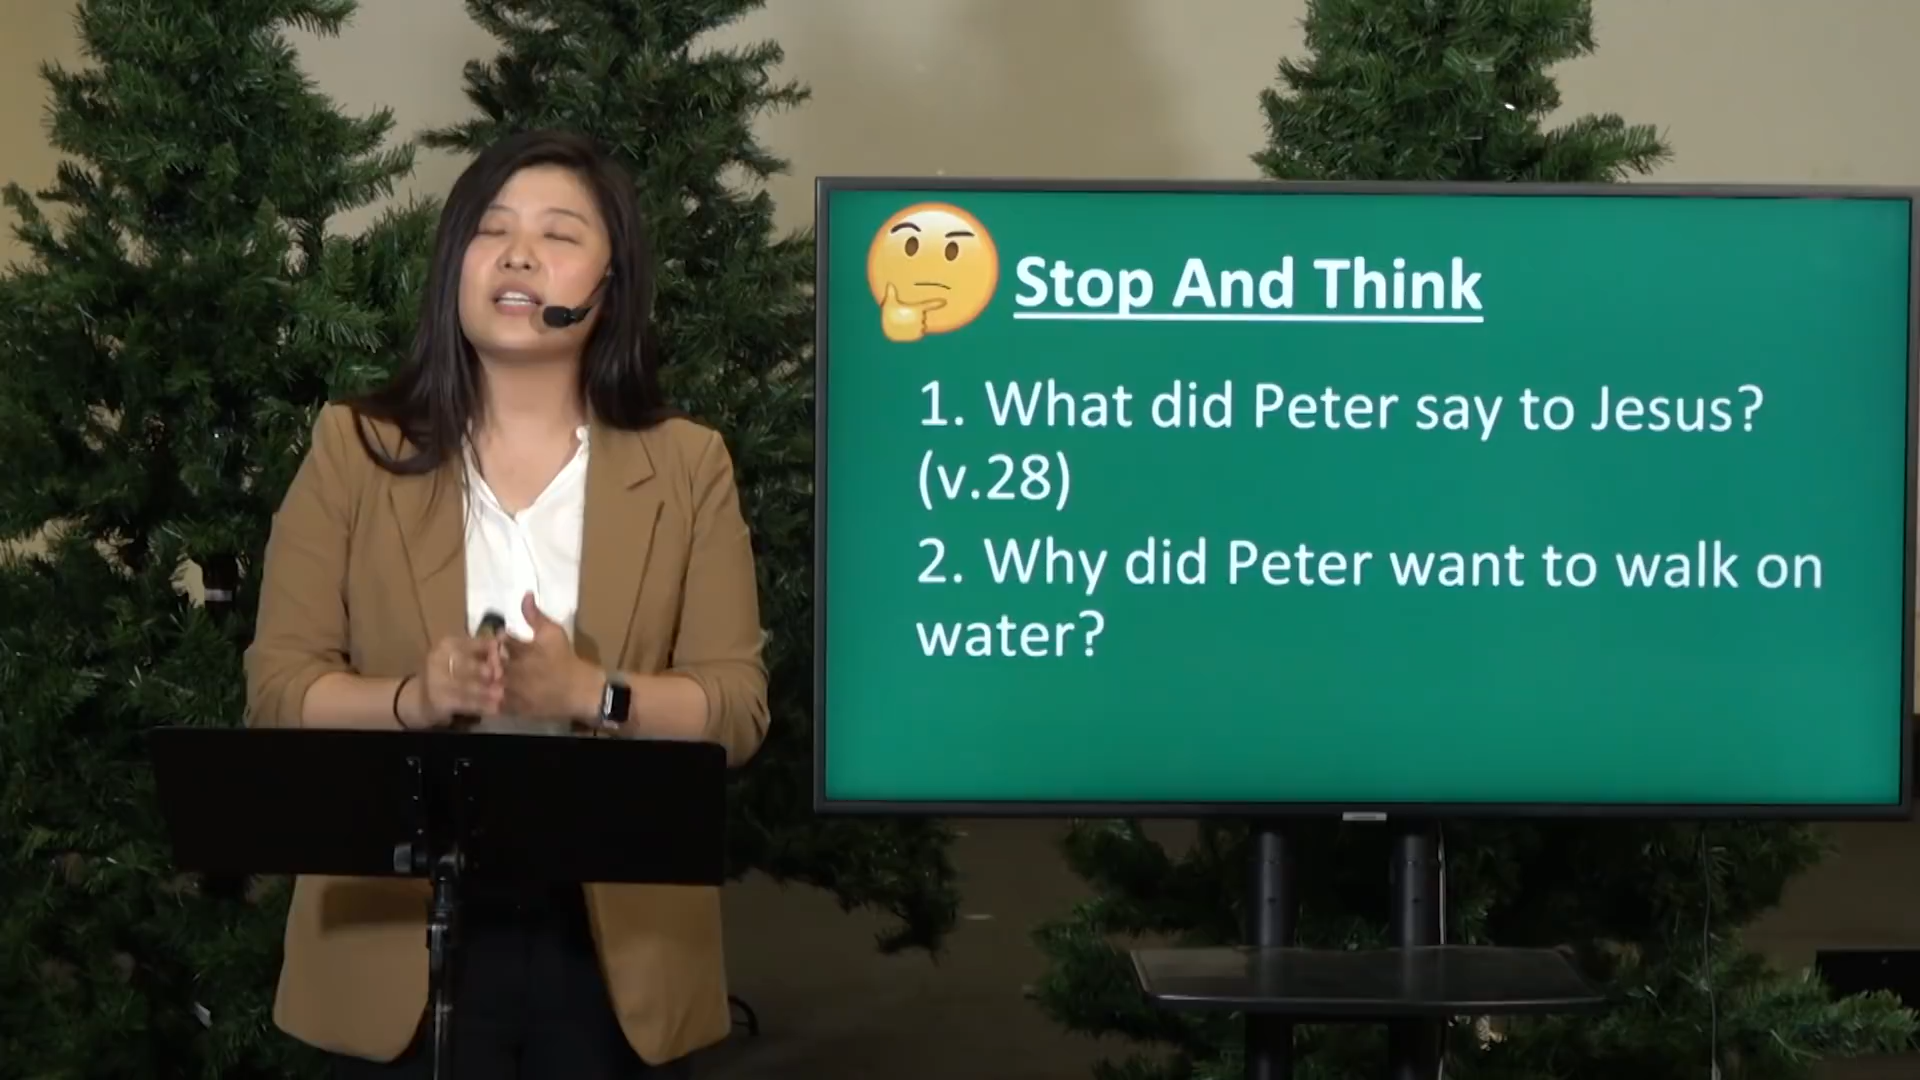 Stop And Think
1. What did Peter say to Jesus?
(v.28)
2. Why did Peter want to walk on
water?